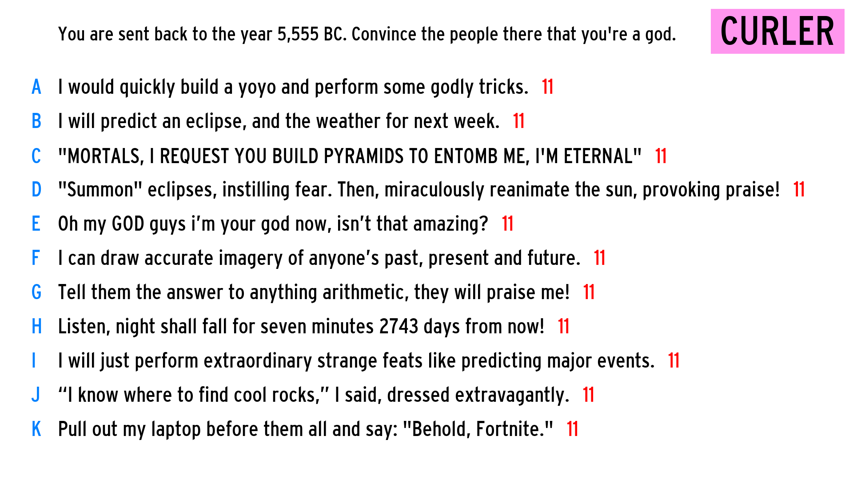 You are sent back to the year 5,555 BC. Convince the people there that you're a god.
CURLER
A I would quickly build a yoyo and perform some godly tricks. 11
B I will predict an eclipse, and the weather for next week. 11
C "MORTALS, I REQUEST YOU BUILD PYRAMIDS TO ENTOMB ME, I'M ETERNAL" 11
D "Summon" eclipses, instilling fear. Then, miraculously reanimate the sun, provoking praise! 11
E Oh my GOD guys i’m your god now, isn’t that amazing? 11
F I can draw accurate imagery of anyone’s past, present and future. 11
G Tell them the answer to anything arithmetic, they will praise me! 11
H Listen, night shall fall for seven minutes 2743 days from now! 11
I I will just perform extraordinary strange feats like predicting major events. 11
J “I know where to find cool rocks,” I said, dressed extravagantly. 11
K Pull out my laptop before them all and say: "Behold, Fortnite." 11